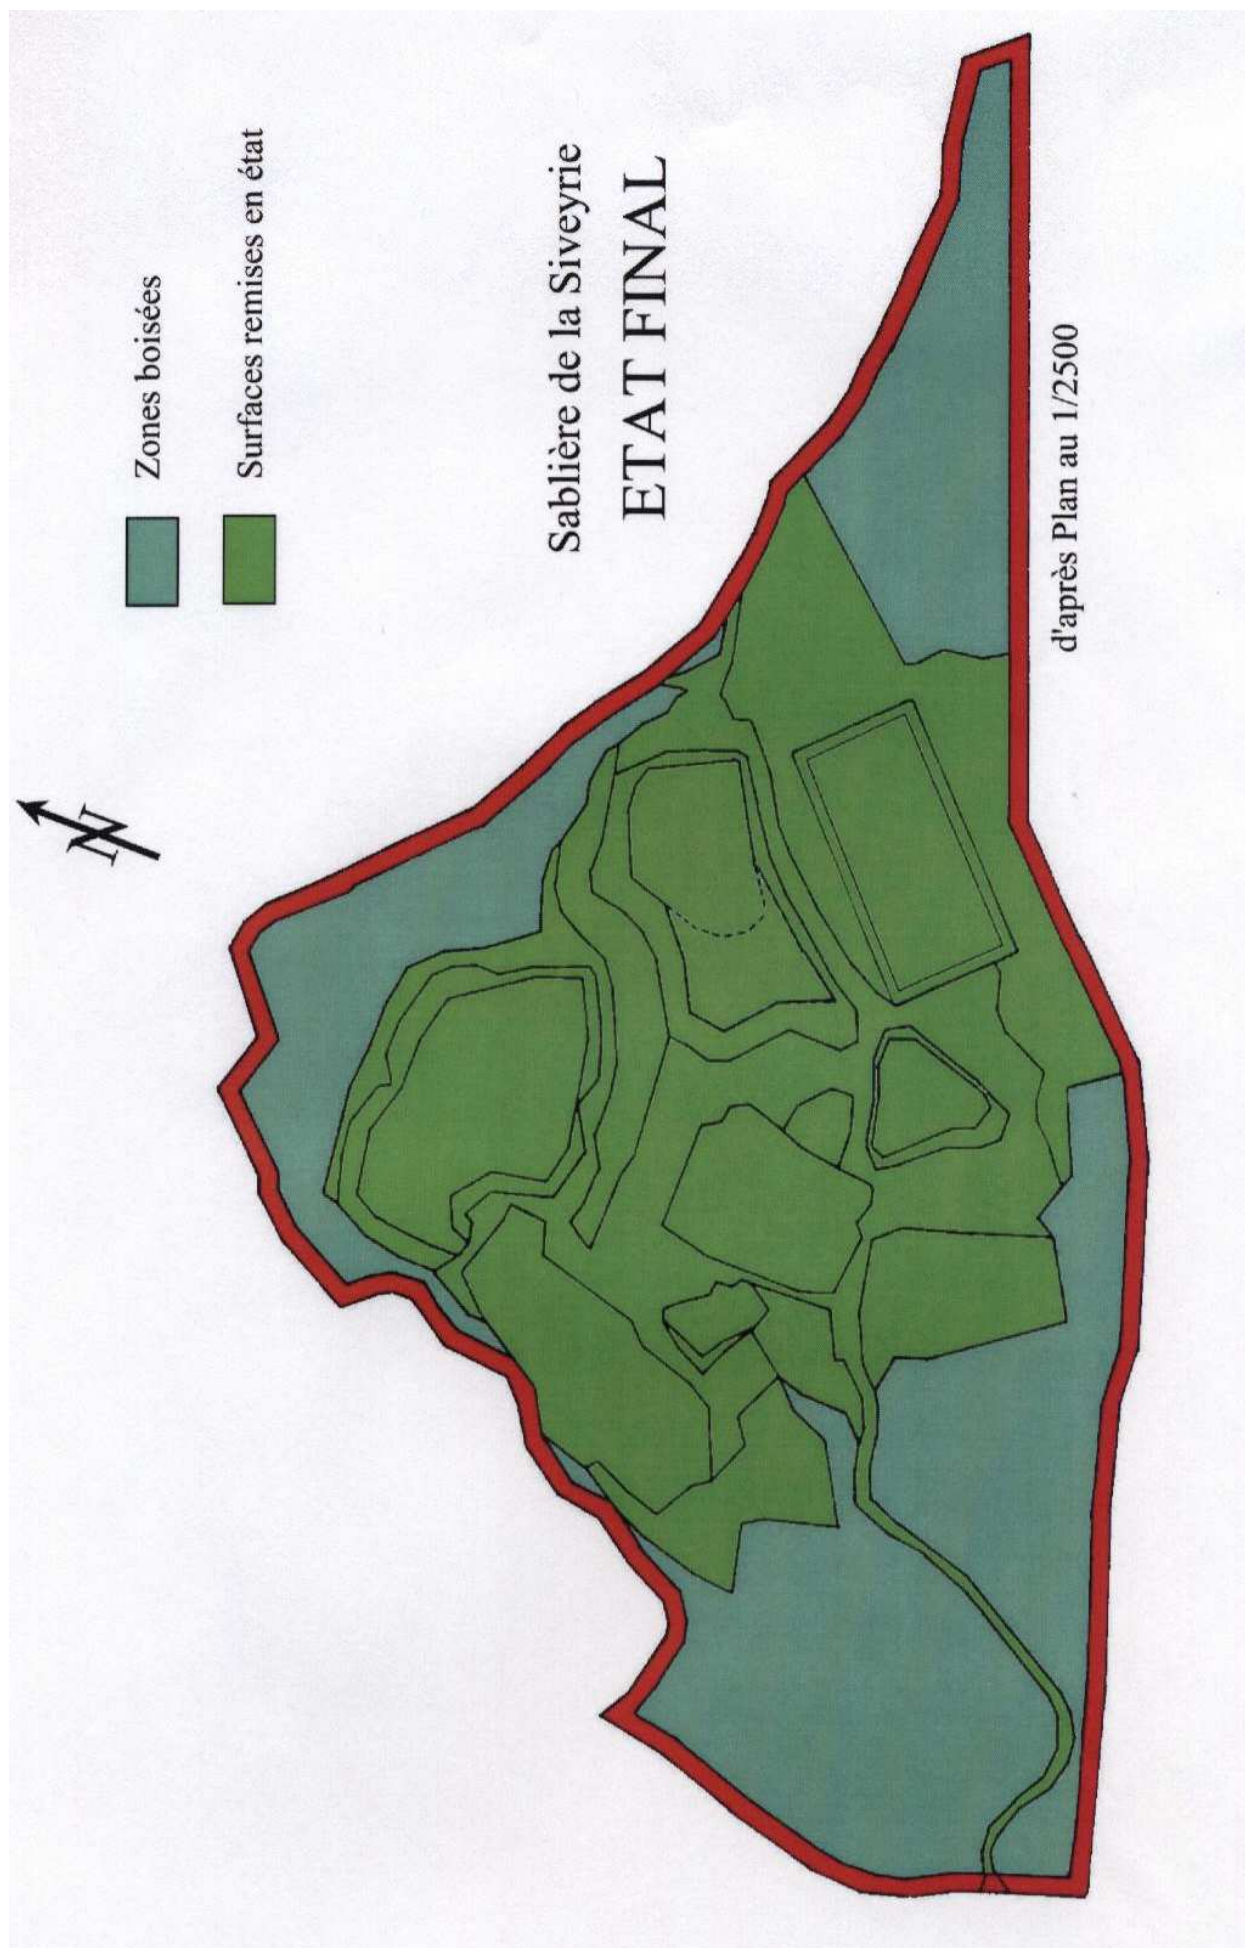 N
Zones boisées
Surfaces remises en état
Sablière de la Siveyrie
ETAT FINAL
d'après Plan au 1/2500